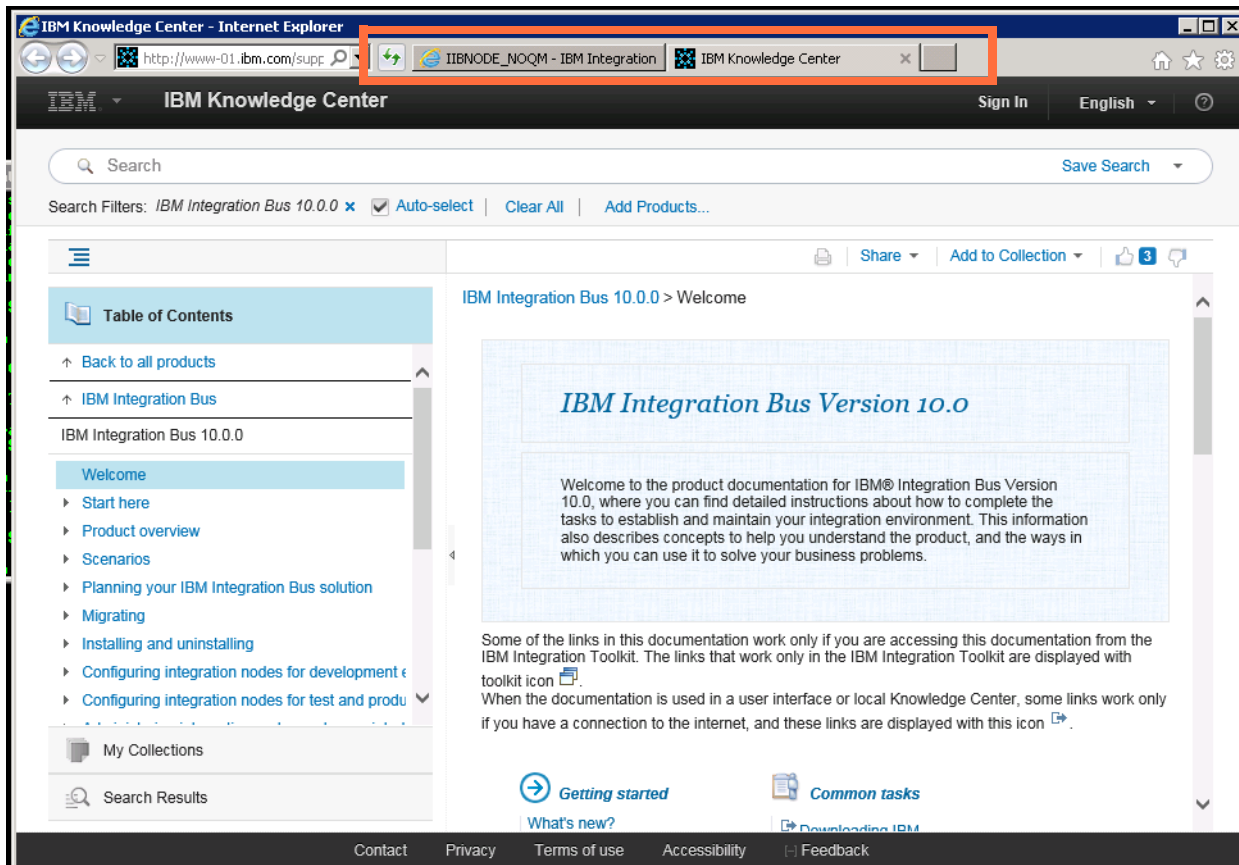 IBM Knowledge Center - Internet Explorer
http://www-01.ibm.com/supp
IIBNODE_NOQM - IBM Integration
IBM Knowledge Center
IBM
IBM Knowledge Center
Sign In
English
Search
Save Search
Search Filters: IBM Integration Bus 10.0.0 × Auto-select | Clear All | Add Products...
Share
Add to Collection
3
Table of Contents
Back to all products
IBM Integration Bus
IBM Integration Bus 10.0.0
Welcome
Start here
Product overview
Scenarios
Planning your IBM Integration Bus solution
Migrating
Installing and uninstalling
Configuring integration nodes for development e
Configuring integration nodes for test and produ
My Collections
Search Results
IBM Integration Bus 10.0.0 > Welcome
IBM Integration Bus Version 10.0
Welcome to the product documentation for IBM® Integration Bus Version
10.0, where you can find detailed instructions about how to complete the
tasks to establish and maintain your integration environment. This information
also describes concepts to help you understand the product, and the ways in
which you can use it to solve your business problems.
Some of the links in this documentation work only if you are accessing this documentation from the
IBM Integration Toolkit. The links that work only in the IBM Integration Toolkit are displayed with
toolkit icon .
When the documentation is used in a user interface or local Knowledge Center, some links work only
if you have a connection to the internet, and these links are displayed with this icon .
Getting started
What's new?
Common tasks
Downloading IBM
Contact
Privacy
Terms of use
Accessibility
[-] Feedback